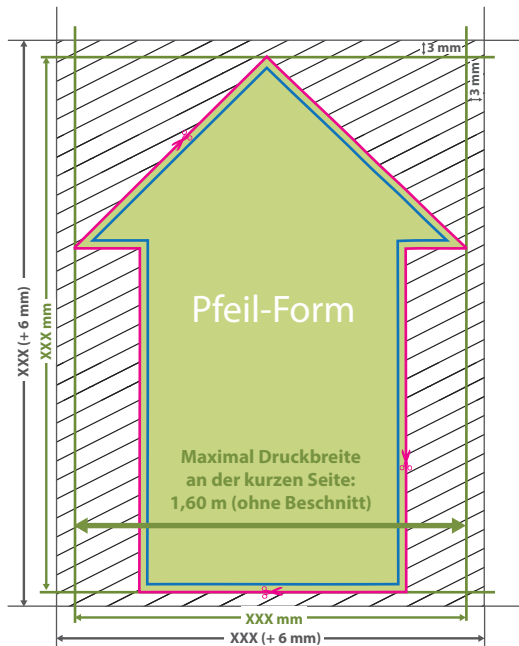 3 mm
3 mm
XXX (+ 6 mm)
XXX mm
Pfeil-Form
Maximal Druckbreite
an der kurzen Seite:
1,60 m (ohne Beschnitt)
XXX mm
XXX (+ 6 mm)